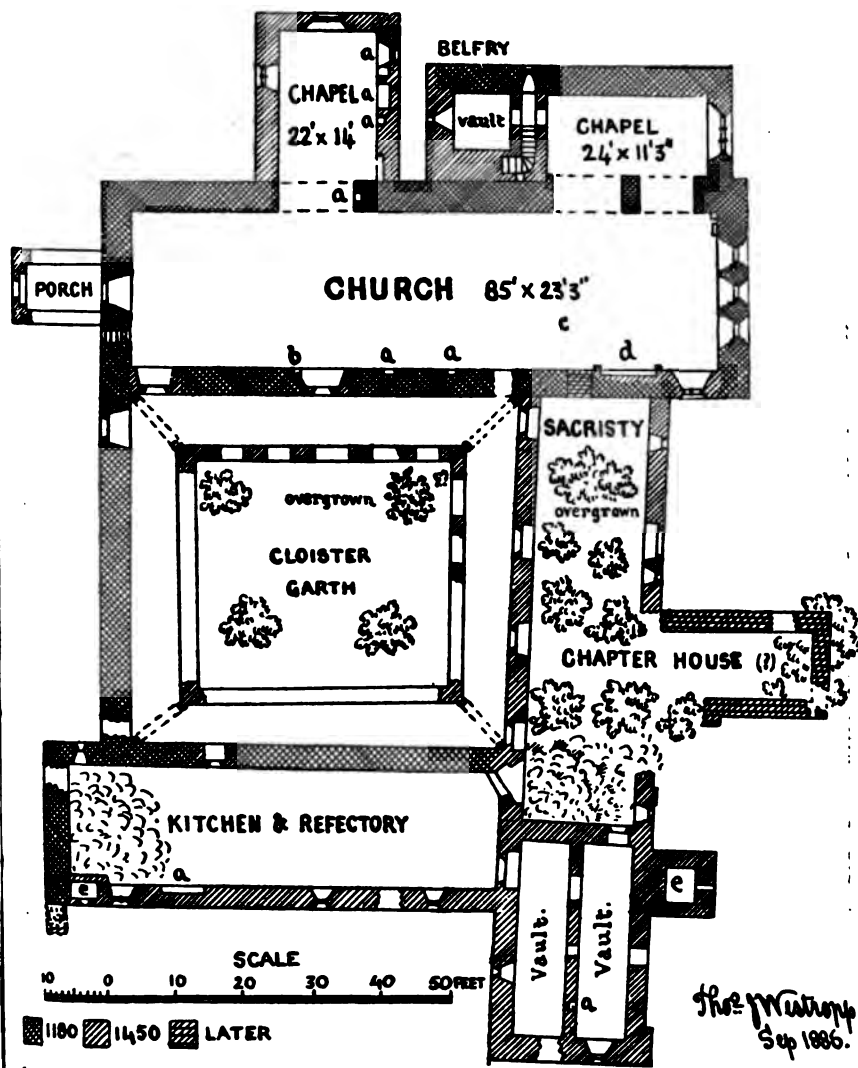 BELFRY
a
CHAPEL
a
22' x 14'
a
vault
CHAPEL
24' x 11'3"
a
PORCH
CHURCH 85' x 23'3"
c
b
a
a
d
SACRISTY
overgrown
overgrown
CLOISTER
GARTH
CHAPTER HOUSE (?)
KITCHEN & REFECTORY
a
e
e
Vault.
Vault.
a
SCALE
10 0 10 20 30 40 50 FEET
1180 1450 LATER
Thos J Westropp
Sep 1886.